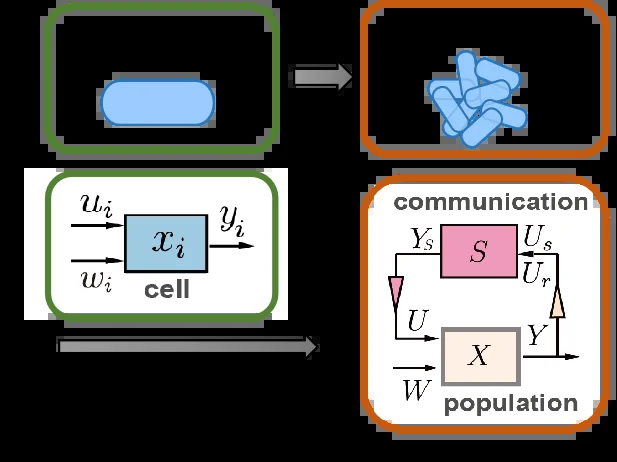 u_i
y_i
x_i
w_i
cell
communication
Y_S
S
U_s
U_r
U
Y
X
W
population